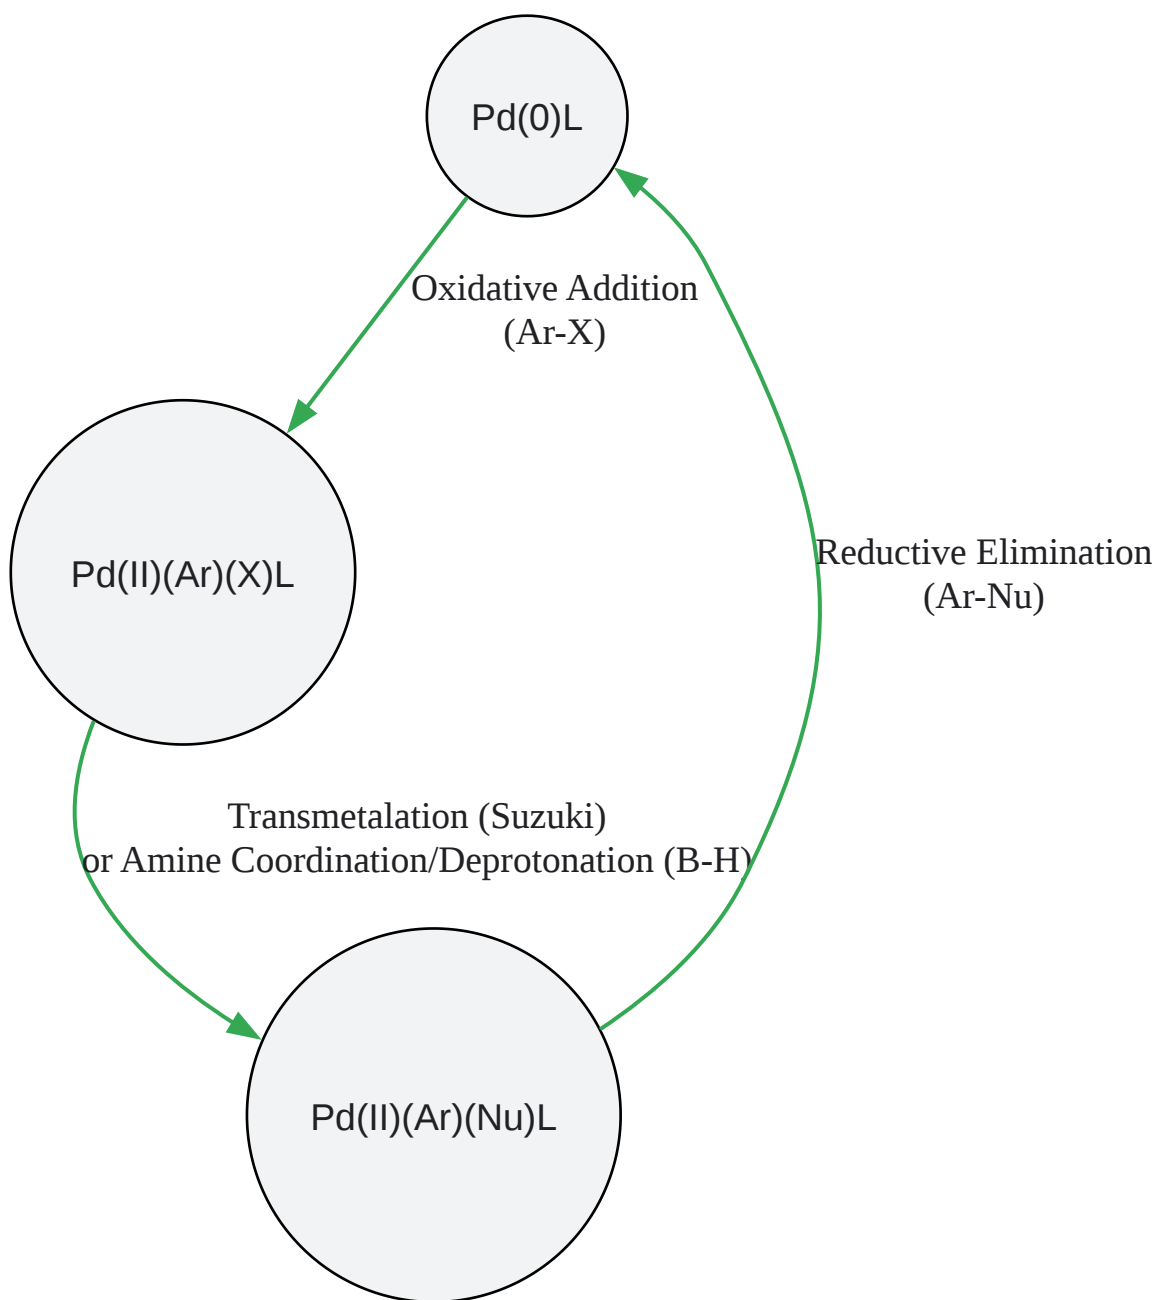 Pd(0)L
Oxidative Addition
(Ar-X)
Pd(II)(Ar)(X)L
Reductive Elimination
(Ar-Nu)
Transmetalation (Suzuki)
or Amine Coordination/Deprotonation (B-H)
Pd(II)(Ar)(Nu)L